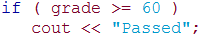 if ( grade >= 60 )
   cout << "Passed";